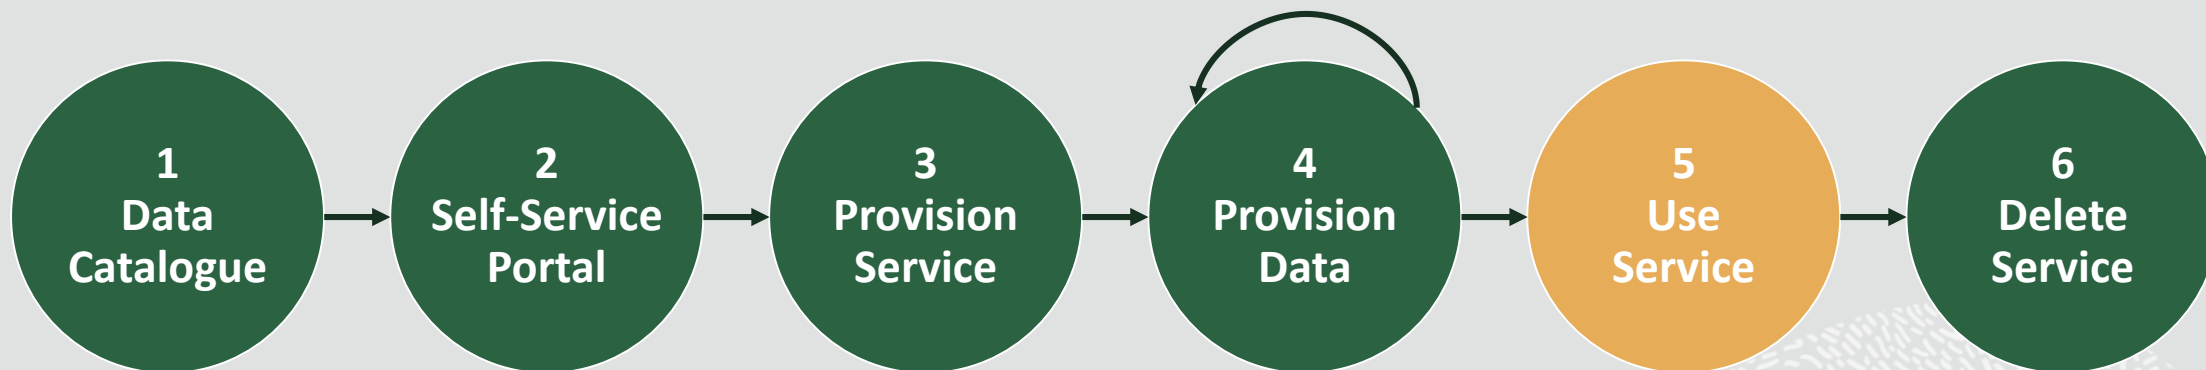 1
Data
Catalogue
2
Self-Service
Portal
3
Provision
Service
4
Provision
Data
5
Use
Service
6
Delete
Service